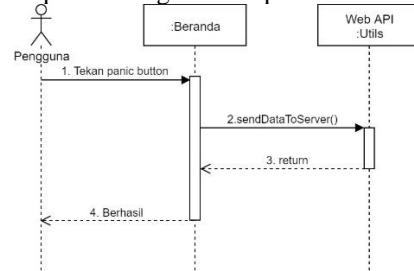 :Beranda
Web API
:Utils
Pengguna
1. Tekan panic button
2.sendDataToServer()
3. return
4. Berhasil